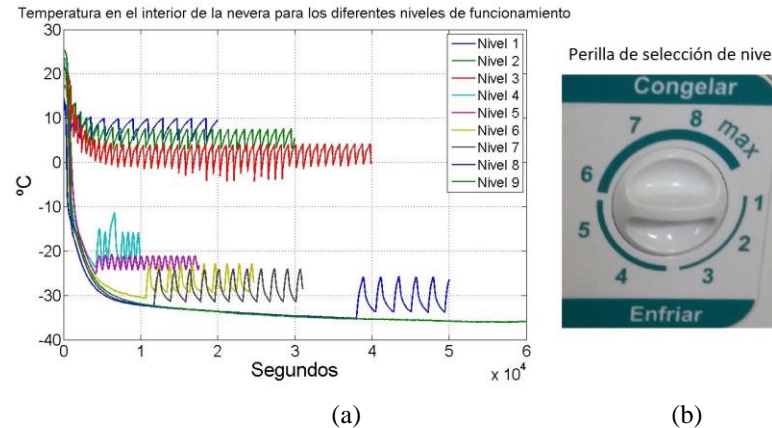 Temperatura en el interior de la nevera para los diferentes niveles de funcionamiento
30
20
10
0
-10
-20
-30
-40
ºC
0
1
2
3
4
5
6
x 10⁴
Segundos
Nivel 1
Nivel 2
Nivel 3
Nivel 4
Nivel 5
Nivel 6
Nivel 7
Nivel 8
Nivel 9
(a)
Perilla de selección de nive
Congelar
7
8
max
6
1
5
2
4
3
Enfriar
(b)